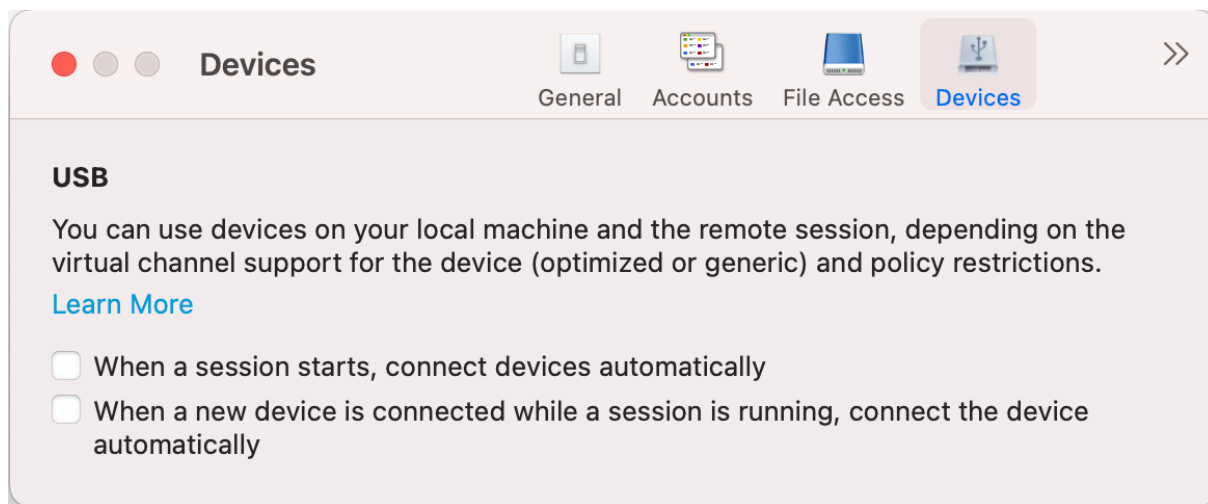 Devices
General
Accounts
File Access
Devices
USB
You can use devices on your local machine and the remote session, depending on the
virtual channel support for the device (optimized or generic) and policy restrictions.
Learn More
When a session starts, connect devices automatically
When a new device is connected while a session is running, connect the device
automatically